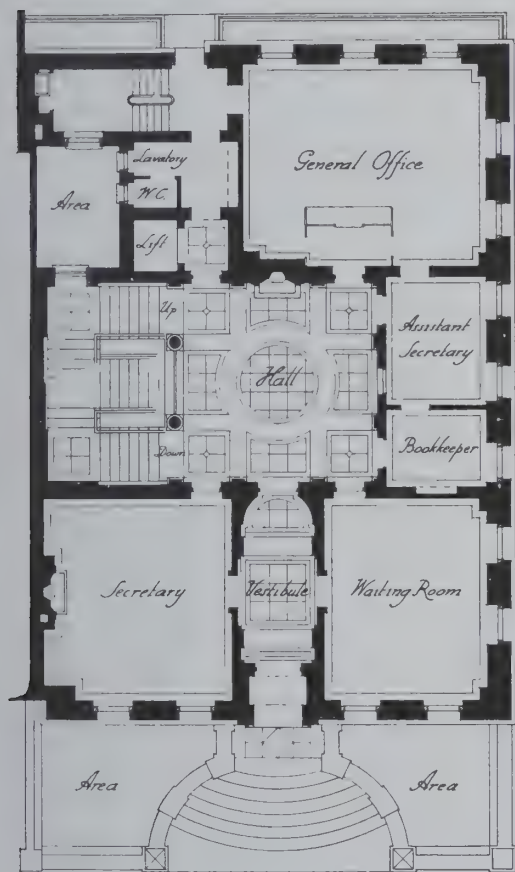 Lavatory
W.C.
Area
Lift
General Office
Up
Hall
Assistant
Secretary
Down
Bookkeeper
Secretary
Vestibule
Waiting Room
Area
Area